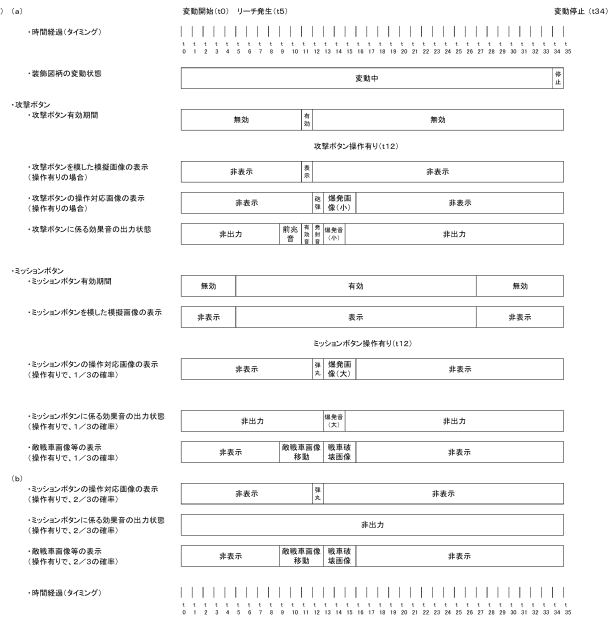 ) (a)
変動開始(t0) リーチ発生(t5) 変動停止 (t34)
・時間経過(タイミング)
t t t t t t t t t t t t t t t t t t t t t t t t t t t t t t t t t t t t
0 1 2 3 4 5 6 7 8 9 10 11 12 13 14 15 16 17 18 19 20 21 22 23 24 25 26 27 28 29 30 31 32 33 34 35
・装飾図柄の変動状態
変動中 停止
・攻撃ボタン
・攻撃ボタン有効期間
無効 有効 無効
攻撃ボタン操作有り(t12)
・攻撃ボタンを模した模擬画像の表示
(操作有りの場合)
非表示 表示 非表示
・攻撃ボタンの操作対応画像の表示
(操作有りの場合)
非表示 砲弾 爆発画像(小) 非表示
・攻撃ボタンに係る効果音の出力状態
非出力 前兆音 有効音 発射音 爆発音(小) 非出力
・ミッションボタン
・ミッションボタン有効期間
無効 有効 無効
・ミッションボタンを模した模擬画像の表示
非表示 表示 非表示
ミッションボタン操作有り(t12)
・ミッションボタンの操作対応画像の表示
(操作有りで、1/3の確率)
非表示 弾丸 爆発画像(大) 非表示
・ミッションボタンに係る効果音の出力状態
(操作有りで、1/3の確率)
非出力 爆発音(大) 非出力
・敵戦車画像等の表示
(操作有りで、1/3の確率)
非表示 敵戦車画像移動 戦車破壊画像 非表示
(b)
・ミッションボタンの操作対応画像の表示
(操作有りで、2/3の確率)
非表示 弾丸 非表示
・ミッションボタンに係る効果音の出力状態
(操作有りで、2/3の確率)
非出力
・敵戦車画像等の表示
(操作有りで、2/3の確率)
非表示 敵戦車画像移動 戦車破壊画像 非表示
・時間経過(タイミング)
t t t t t t t t t t t t t t t t t t t t t t t t t t t t t t t t t t t t
0 1 2 3 4 5 6 7 8 9 10 11 12 13 14 15 16 17 18 19 20 21 22 23 24 25 26 27 28 29 30 31 32 33 34 35